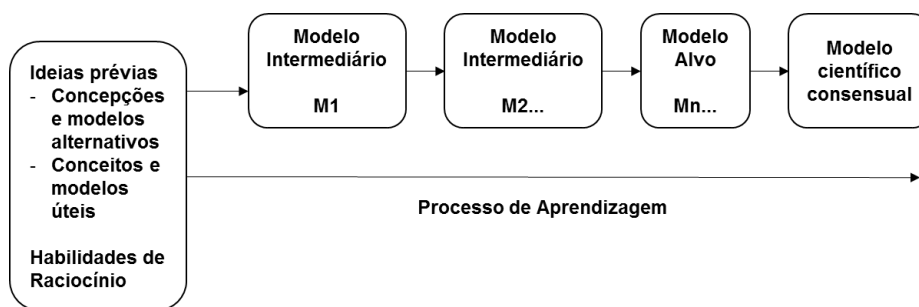 Ideias prévias
- Concepções
e modelos
alternativos
- Conceitos e
modelos
úteis
Habilidades de
Raciocínio
Modelo
Intermediário
M1
Modelo
Intermediário
M2...
Modelo
Alvo
Mn...
Modelo
científico
consensual
Processo de Aprendizagem